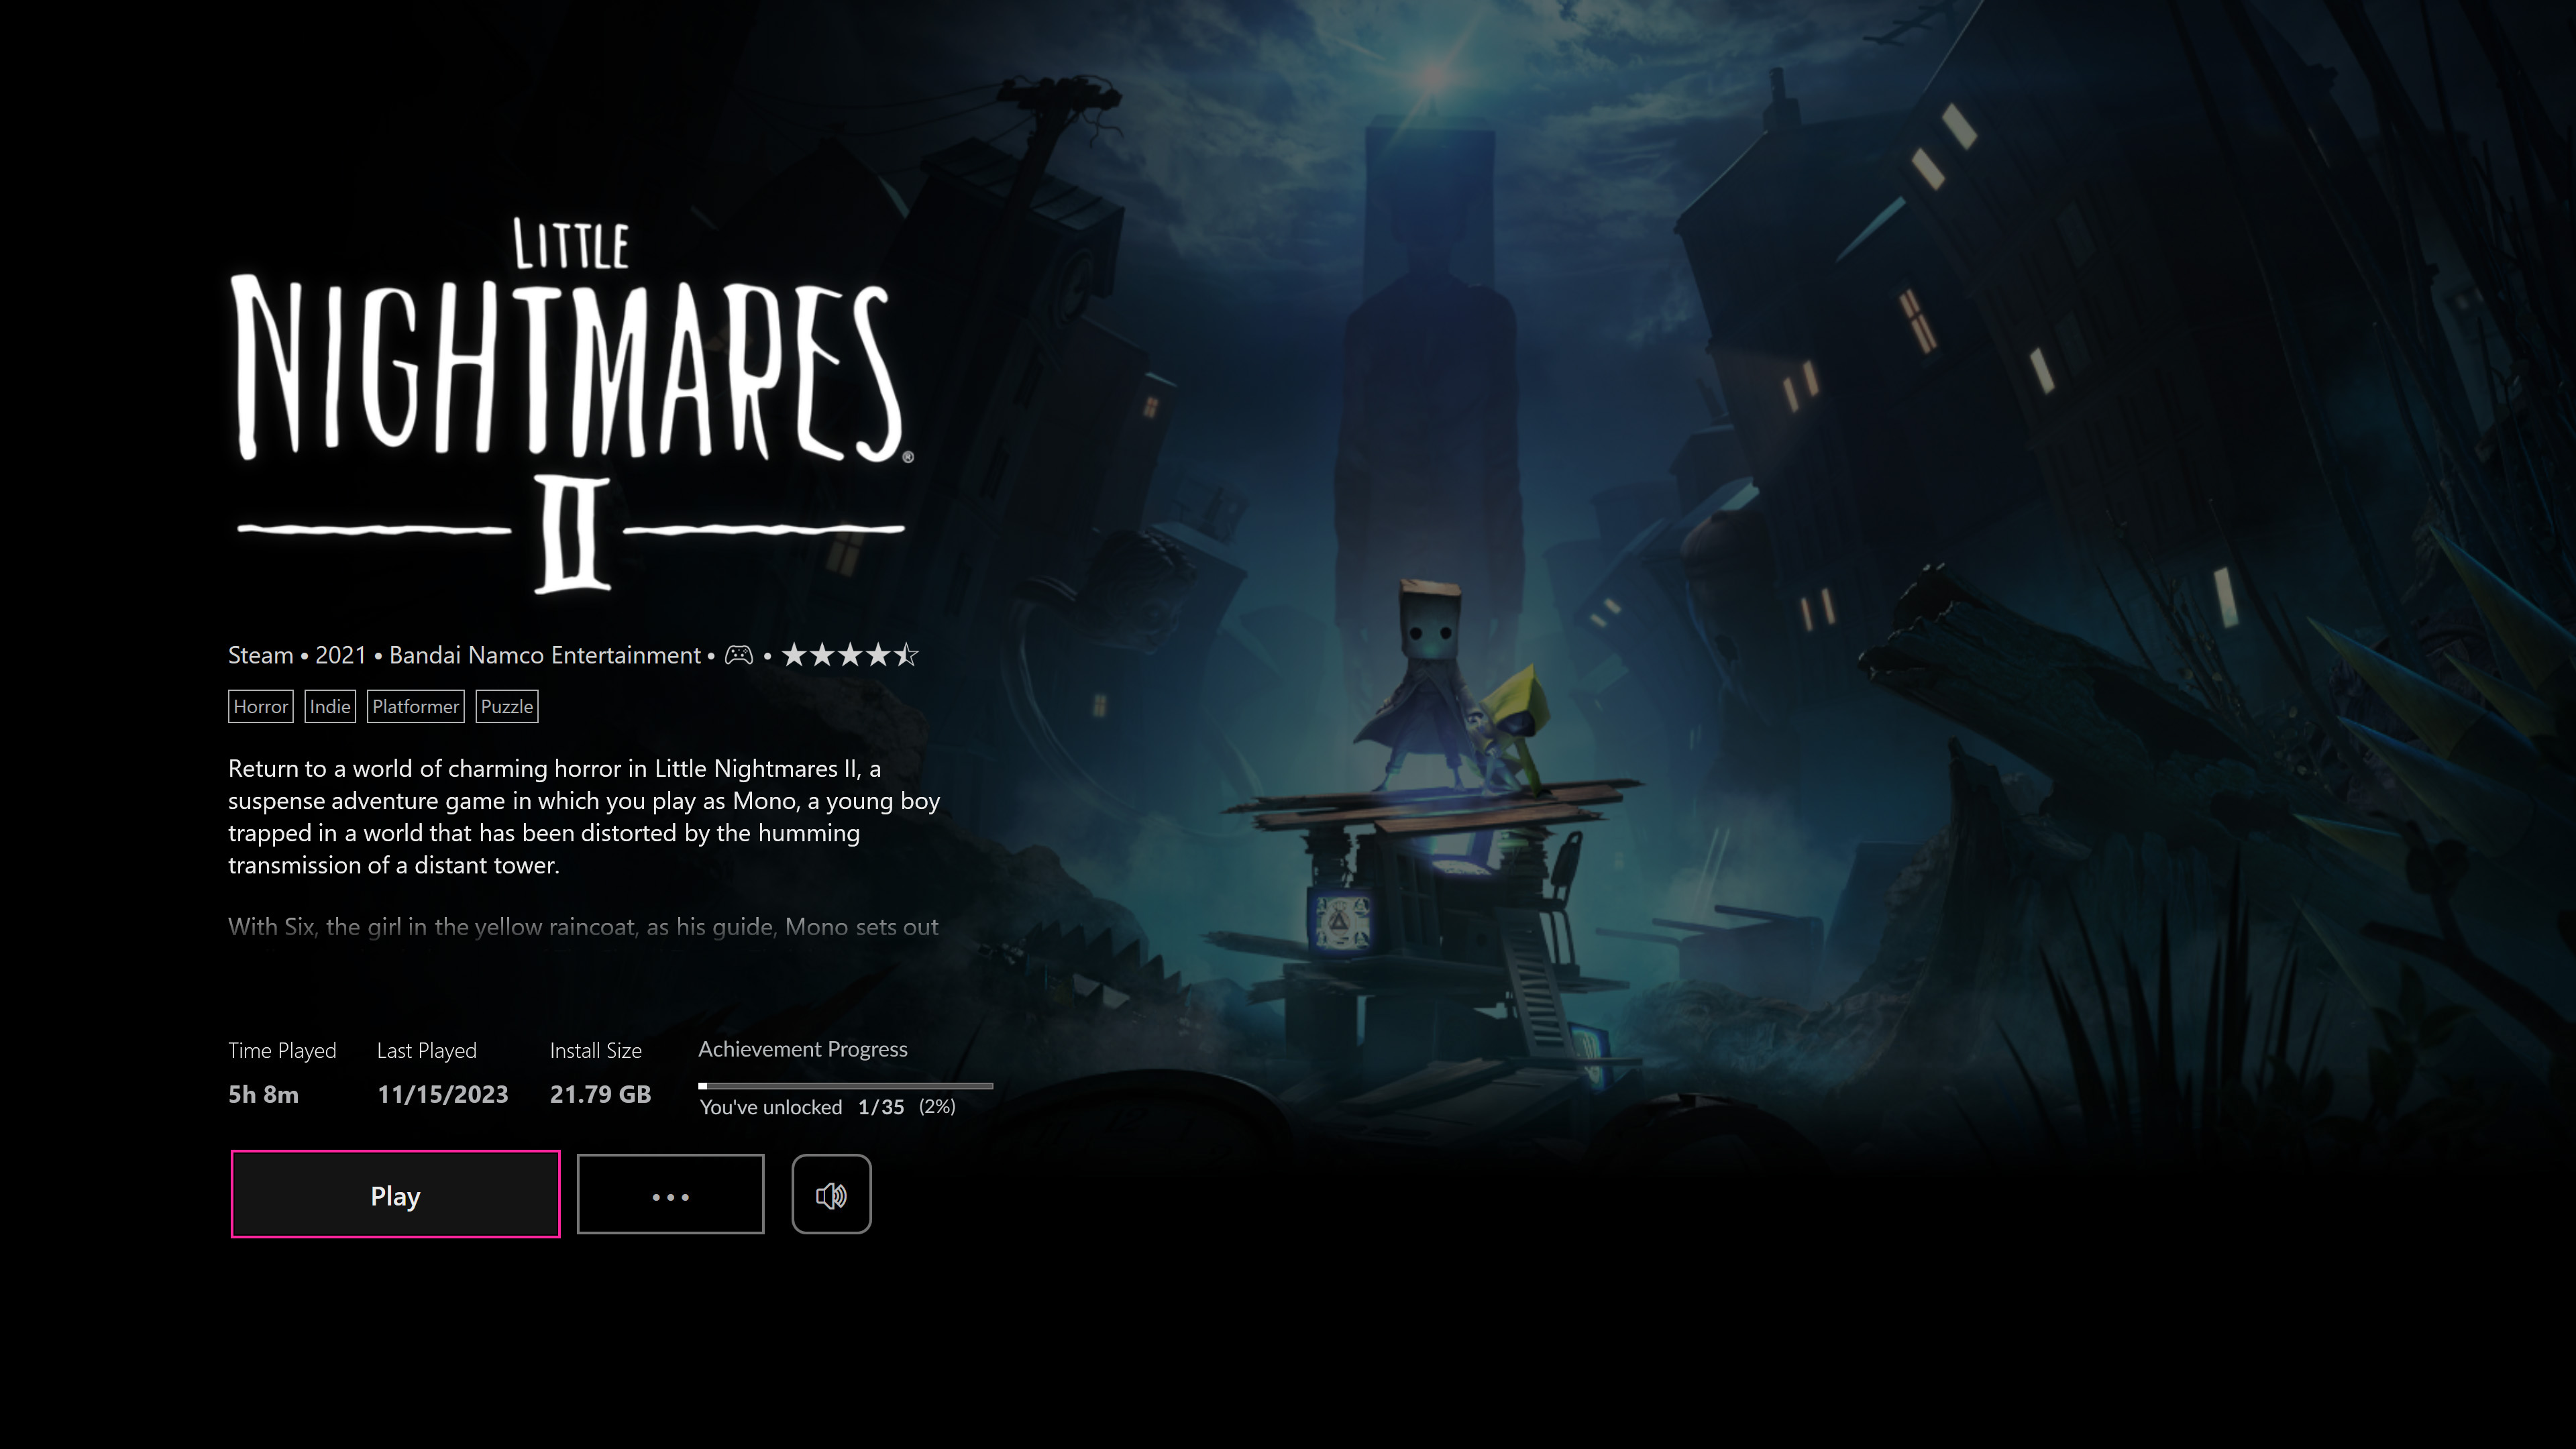 LITTLE
NIGHTMARES®
II
Steam • 2021 • Bandai Namco Entertainment •
Horror Indie Platformer Puzzle
Return to a world of charming horror in Little Nightmares II, a
suspense adventure game in which you play as Mono, a young boy
trapped in a world that has been distorted by the humming
transmission of a distant tower.
With Six, the girl in the yellow raincoat, as his guide, Mono sets out
Time Played Last Played Install Size Achievement Progress
5h 8m 11/15/2023 21.79 GB
You've unlocked 1/35 (2%)
Play